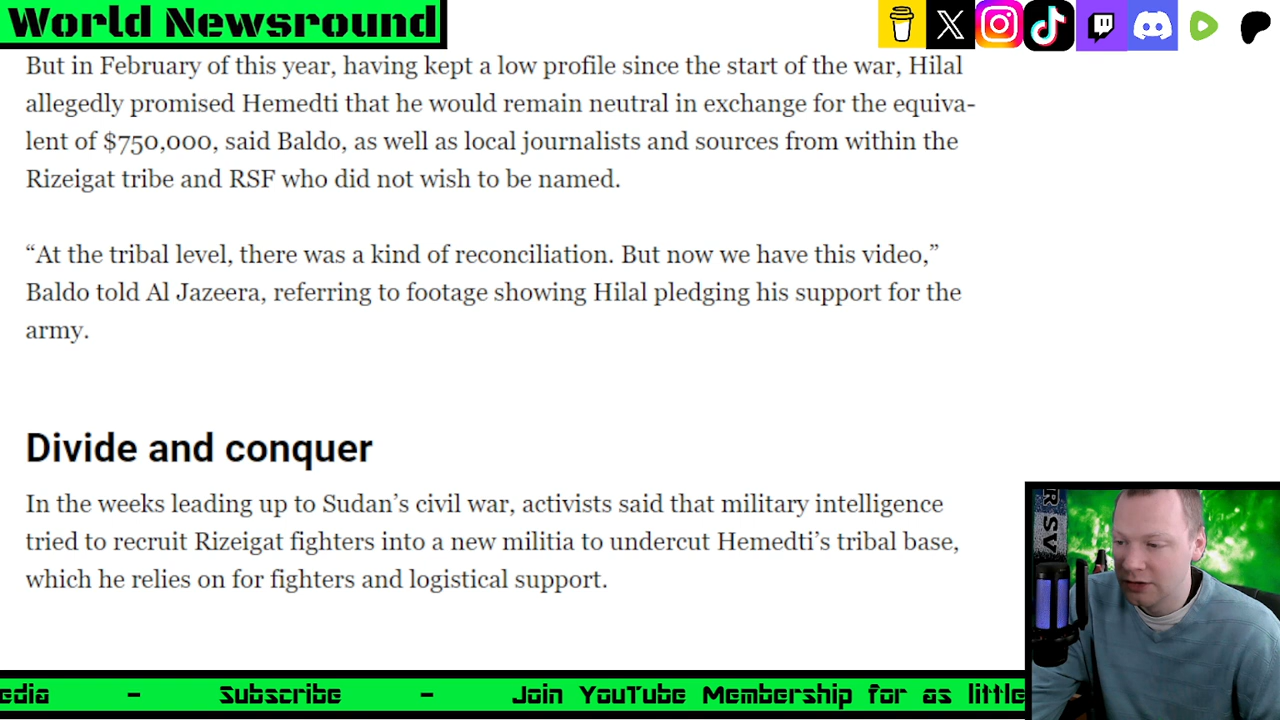 World Newsround
But in February of this year, having kept a low profile since the start of the war, Hilal
allegedly promised Hemedti that he would remain neutral in exchange for the equiva-
lent of $750,000, said Baldo, as well as local journalists and sources from within the
Rizeigat tribe and RSF who did not wish to be named.
“At the tribal level, there was a kind of reconciliation. But now we have this video,”
Baldo told Al Jazeera, referring to footage showing Hilal pledging his support for the
army.
Divide and conquer
In the weeks leading up to Sudan’s civil war, activists said that military intelligence
tried to recruit Rizeigat fighters into a new militia to undercut Hemedti’s tribal base,
which he relies on for fighters and logistical support.
edia - Subscribe - Join YouTube Membership for as little